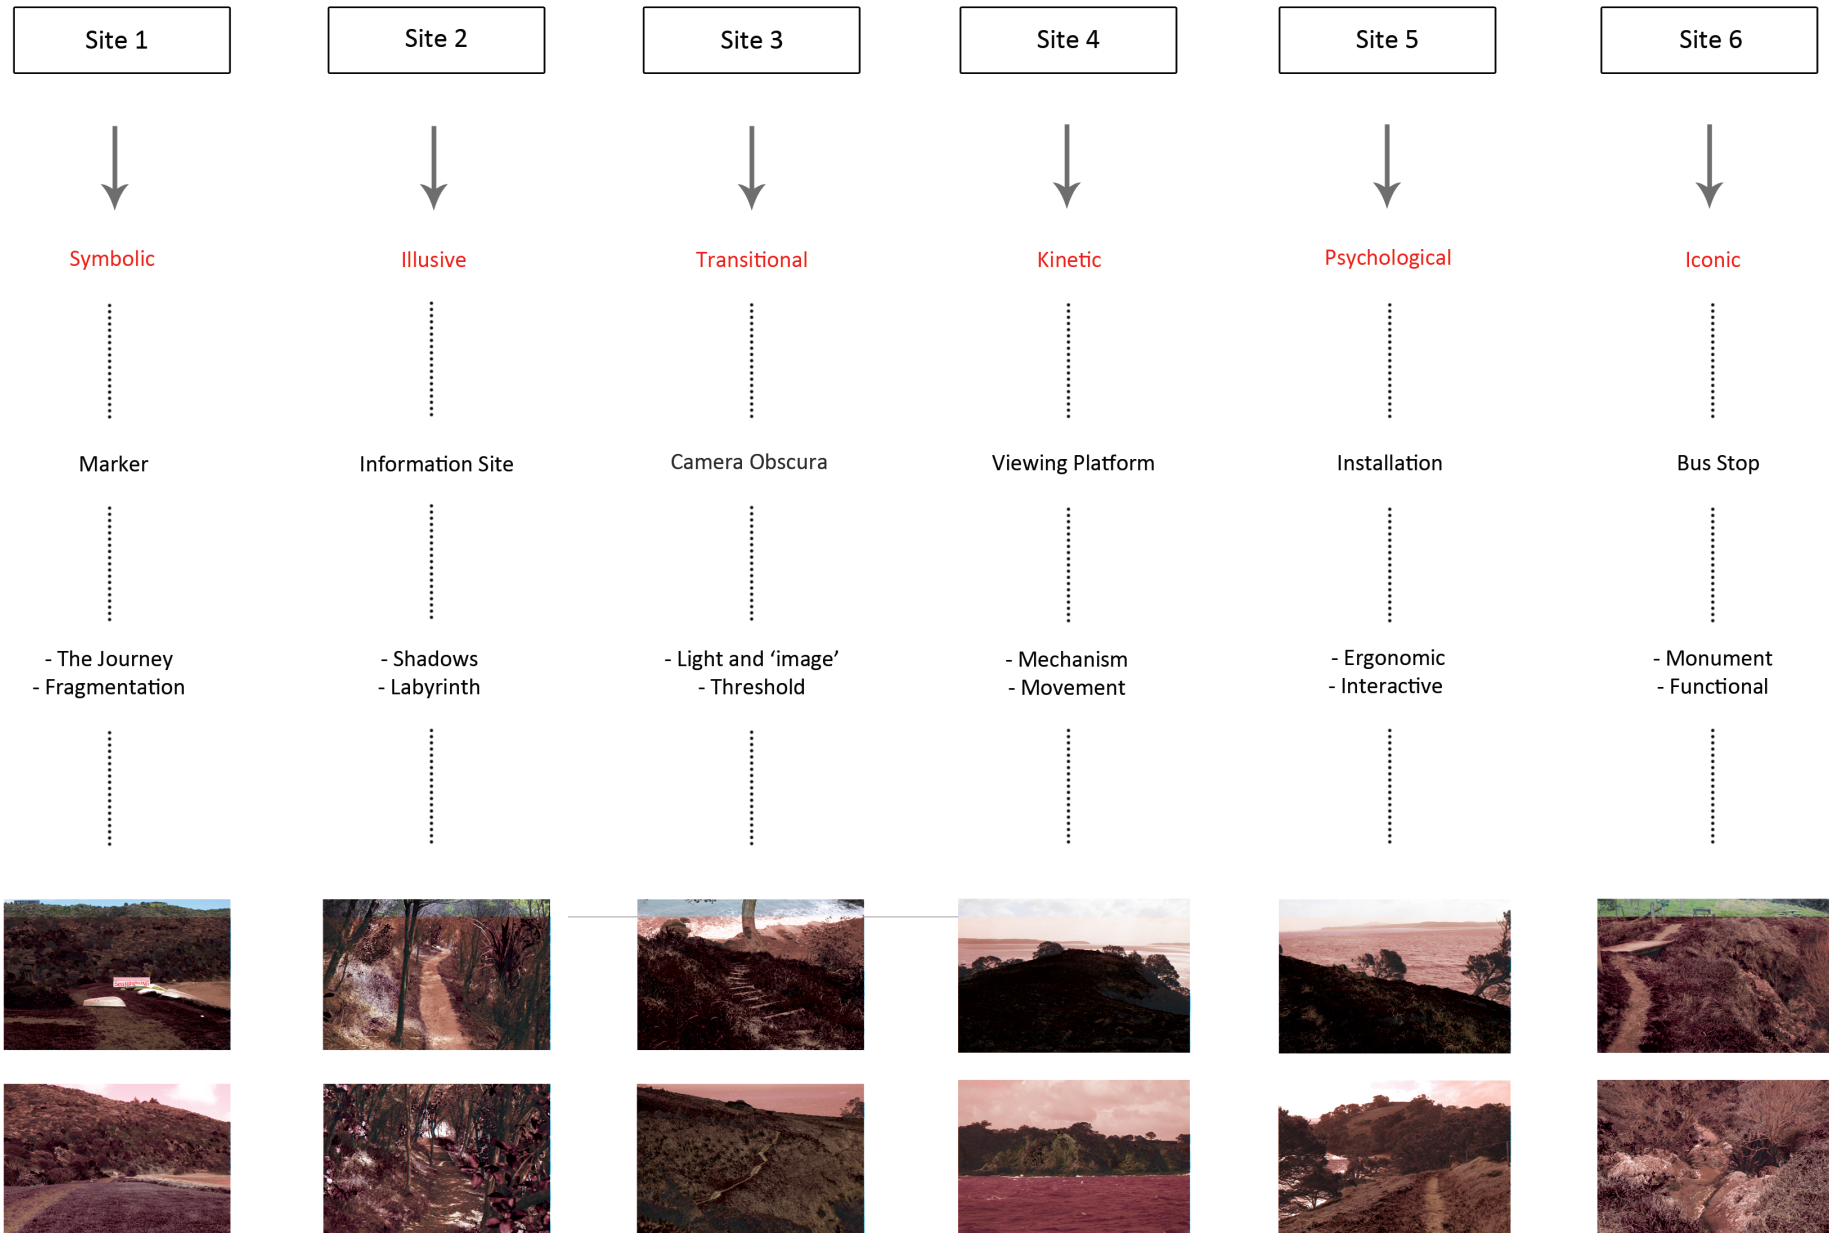 Site 1
Site 2
Site 3
Site 4
Site 5
Site 6
Symbolic
Illusive
Transitional
Kinetic
Psychological
Iconic
Marker
Information Site
Camera Obscura
Viewing Platform
Installation
Bus Stop
- The Journey
- Fragmentation
- Shadows
- Labyrinth
- Light and ‘image’
- Threshold
- Mechanism
- Movement
- Ergonomic
- Interactive
- Monument
- Functional